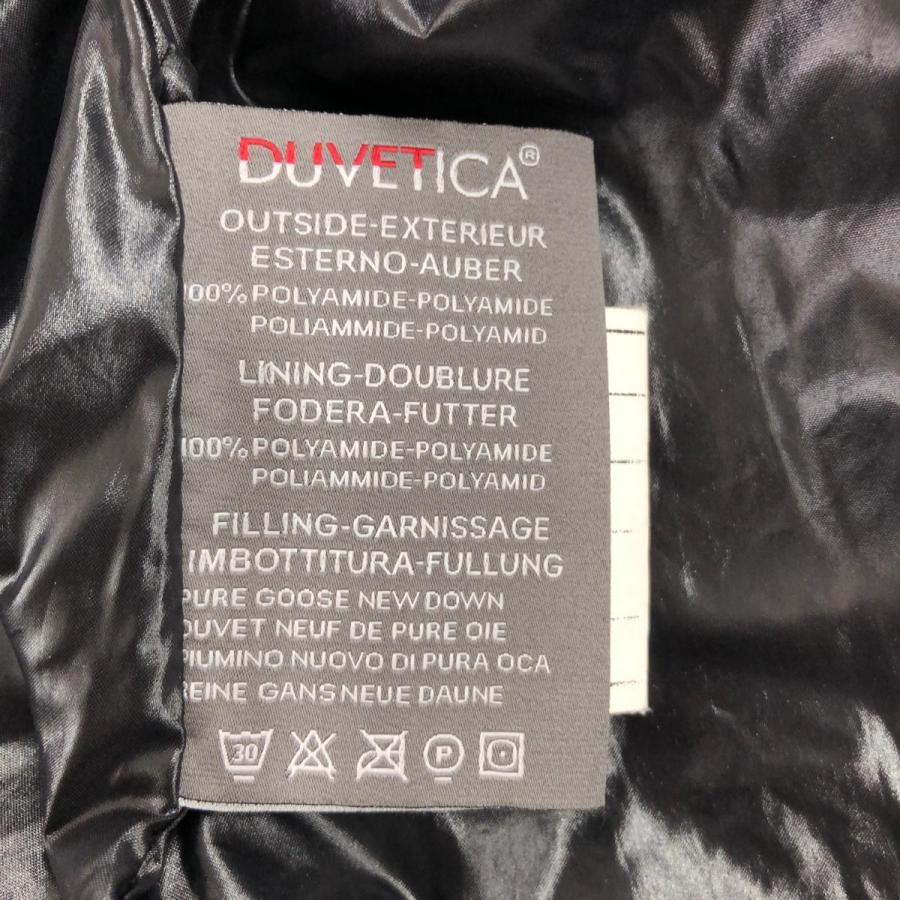 DUVETICA®
OUTSIDE-EXTERIEUR
ESTERNO-AUBER
100% POLYAMIDE-POLYAMIDE
POLIAMMIDE-POLYAMID
LINING-DOUBLURE
FODERA-FUTTER
100% POLYAMIDE-POLYAMIDE
POLIAMMIDE-POLYAMID
FILLING-GARNISSAGE
IMBOTTITURA-FULLUNG
PURE GOOSE NEW DOWN
DUVET NEUF DE PURE OIE
PIUMINO NUOVO DI PURA OCA
REINE GANS NEUE DAUNE
30 P